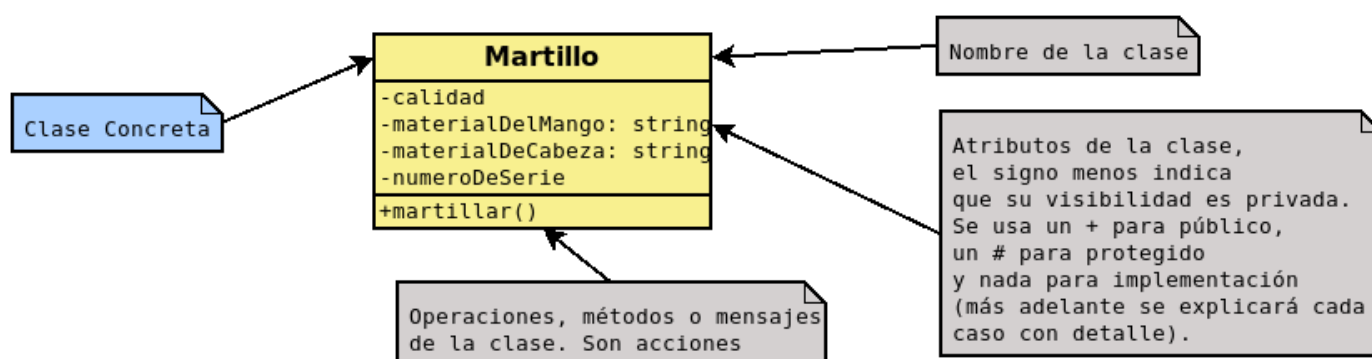 Martillo
-calidad
-materialDelMango: string
-materialDeCabeza: string
-numeroDeSerie
+martillar()
Clase Concreta
Nombre de la clase
Atributos de la clase,
el signo menos indica
que su visibilidad es privada.
Se usa un + para público,
un # para protegido
y nada para implementación
(más adelante se explicará cada
caso con detalle).
Operaciones, métodos o mensajes
de la clase. Son acciones